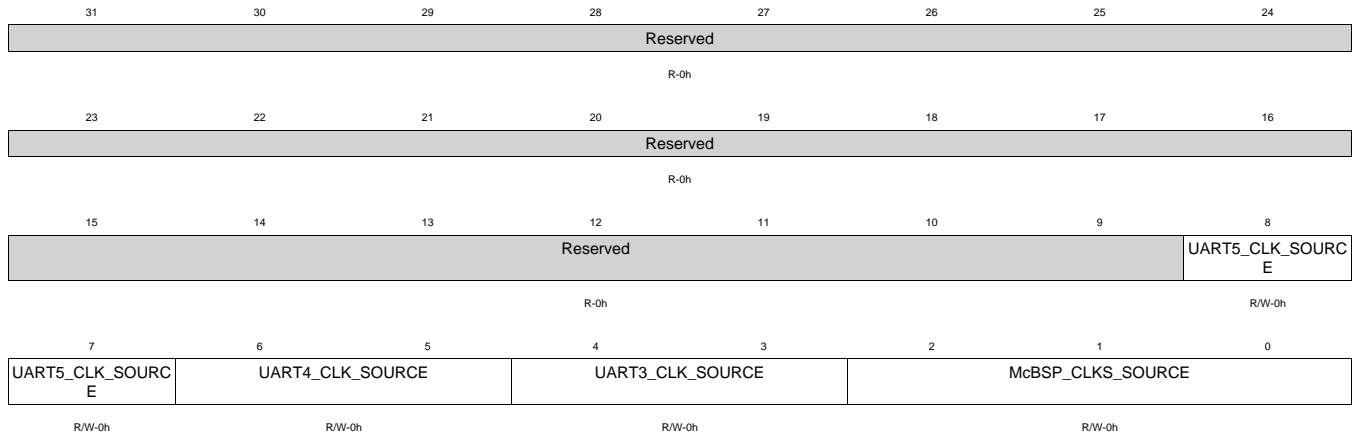 31 30 29 28 27 26 25 24
Reserved
R-0h
23 22 21 20 19 18 17 16
Reserved
R-0h
15 14 13 12 11 10 9 8
Reserved UART5_CLK_SOURC
E
R-0h R/W-0h
7 6 5 4 3 2 1 0
UART5_CLK_SOURC UART4_CLK_SOURCE UART3_CLK_SOURCE McBSP_CLKS_SOURCE
E
R/W-0h R/W-0h R/W-0h R/W-0h